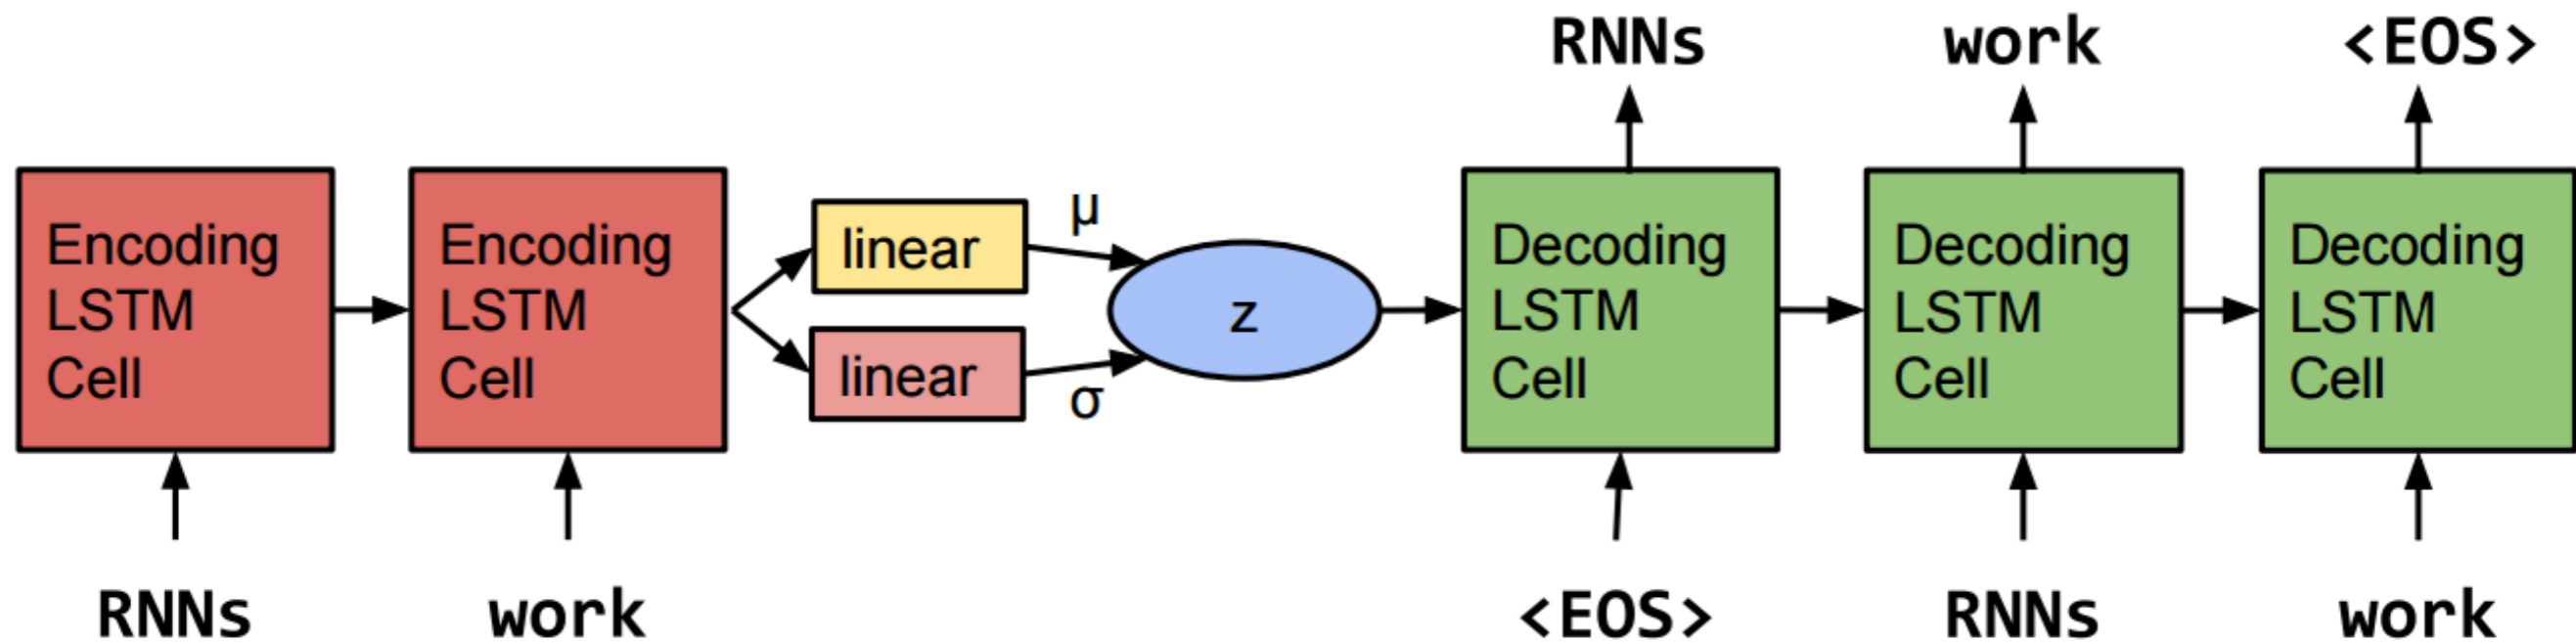 RNNs work <EOS>
Encoding
LSTM
Cell
Encoding
LSTM
Cell
linear
μ
linear
σ
z
Decoding
LSTM
Cell
Decoding
LSTM
Cell
Decoding
LSTM
Cell
RNNs work <EOS> RNNs work